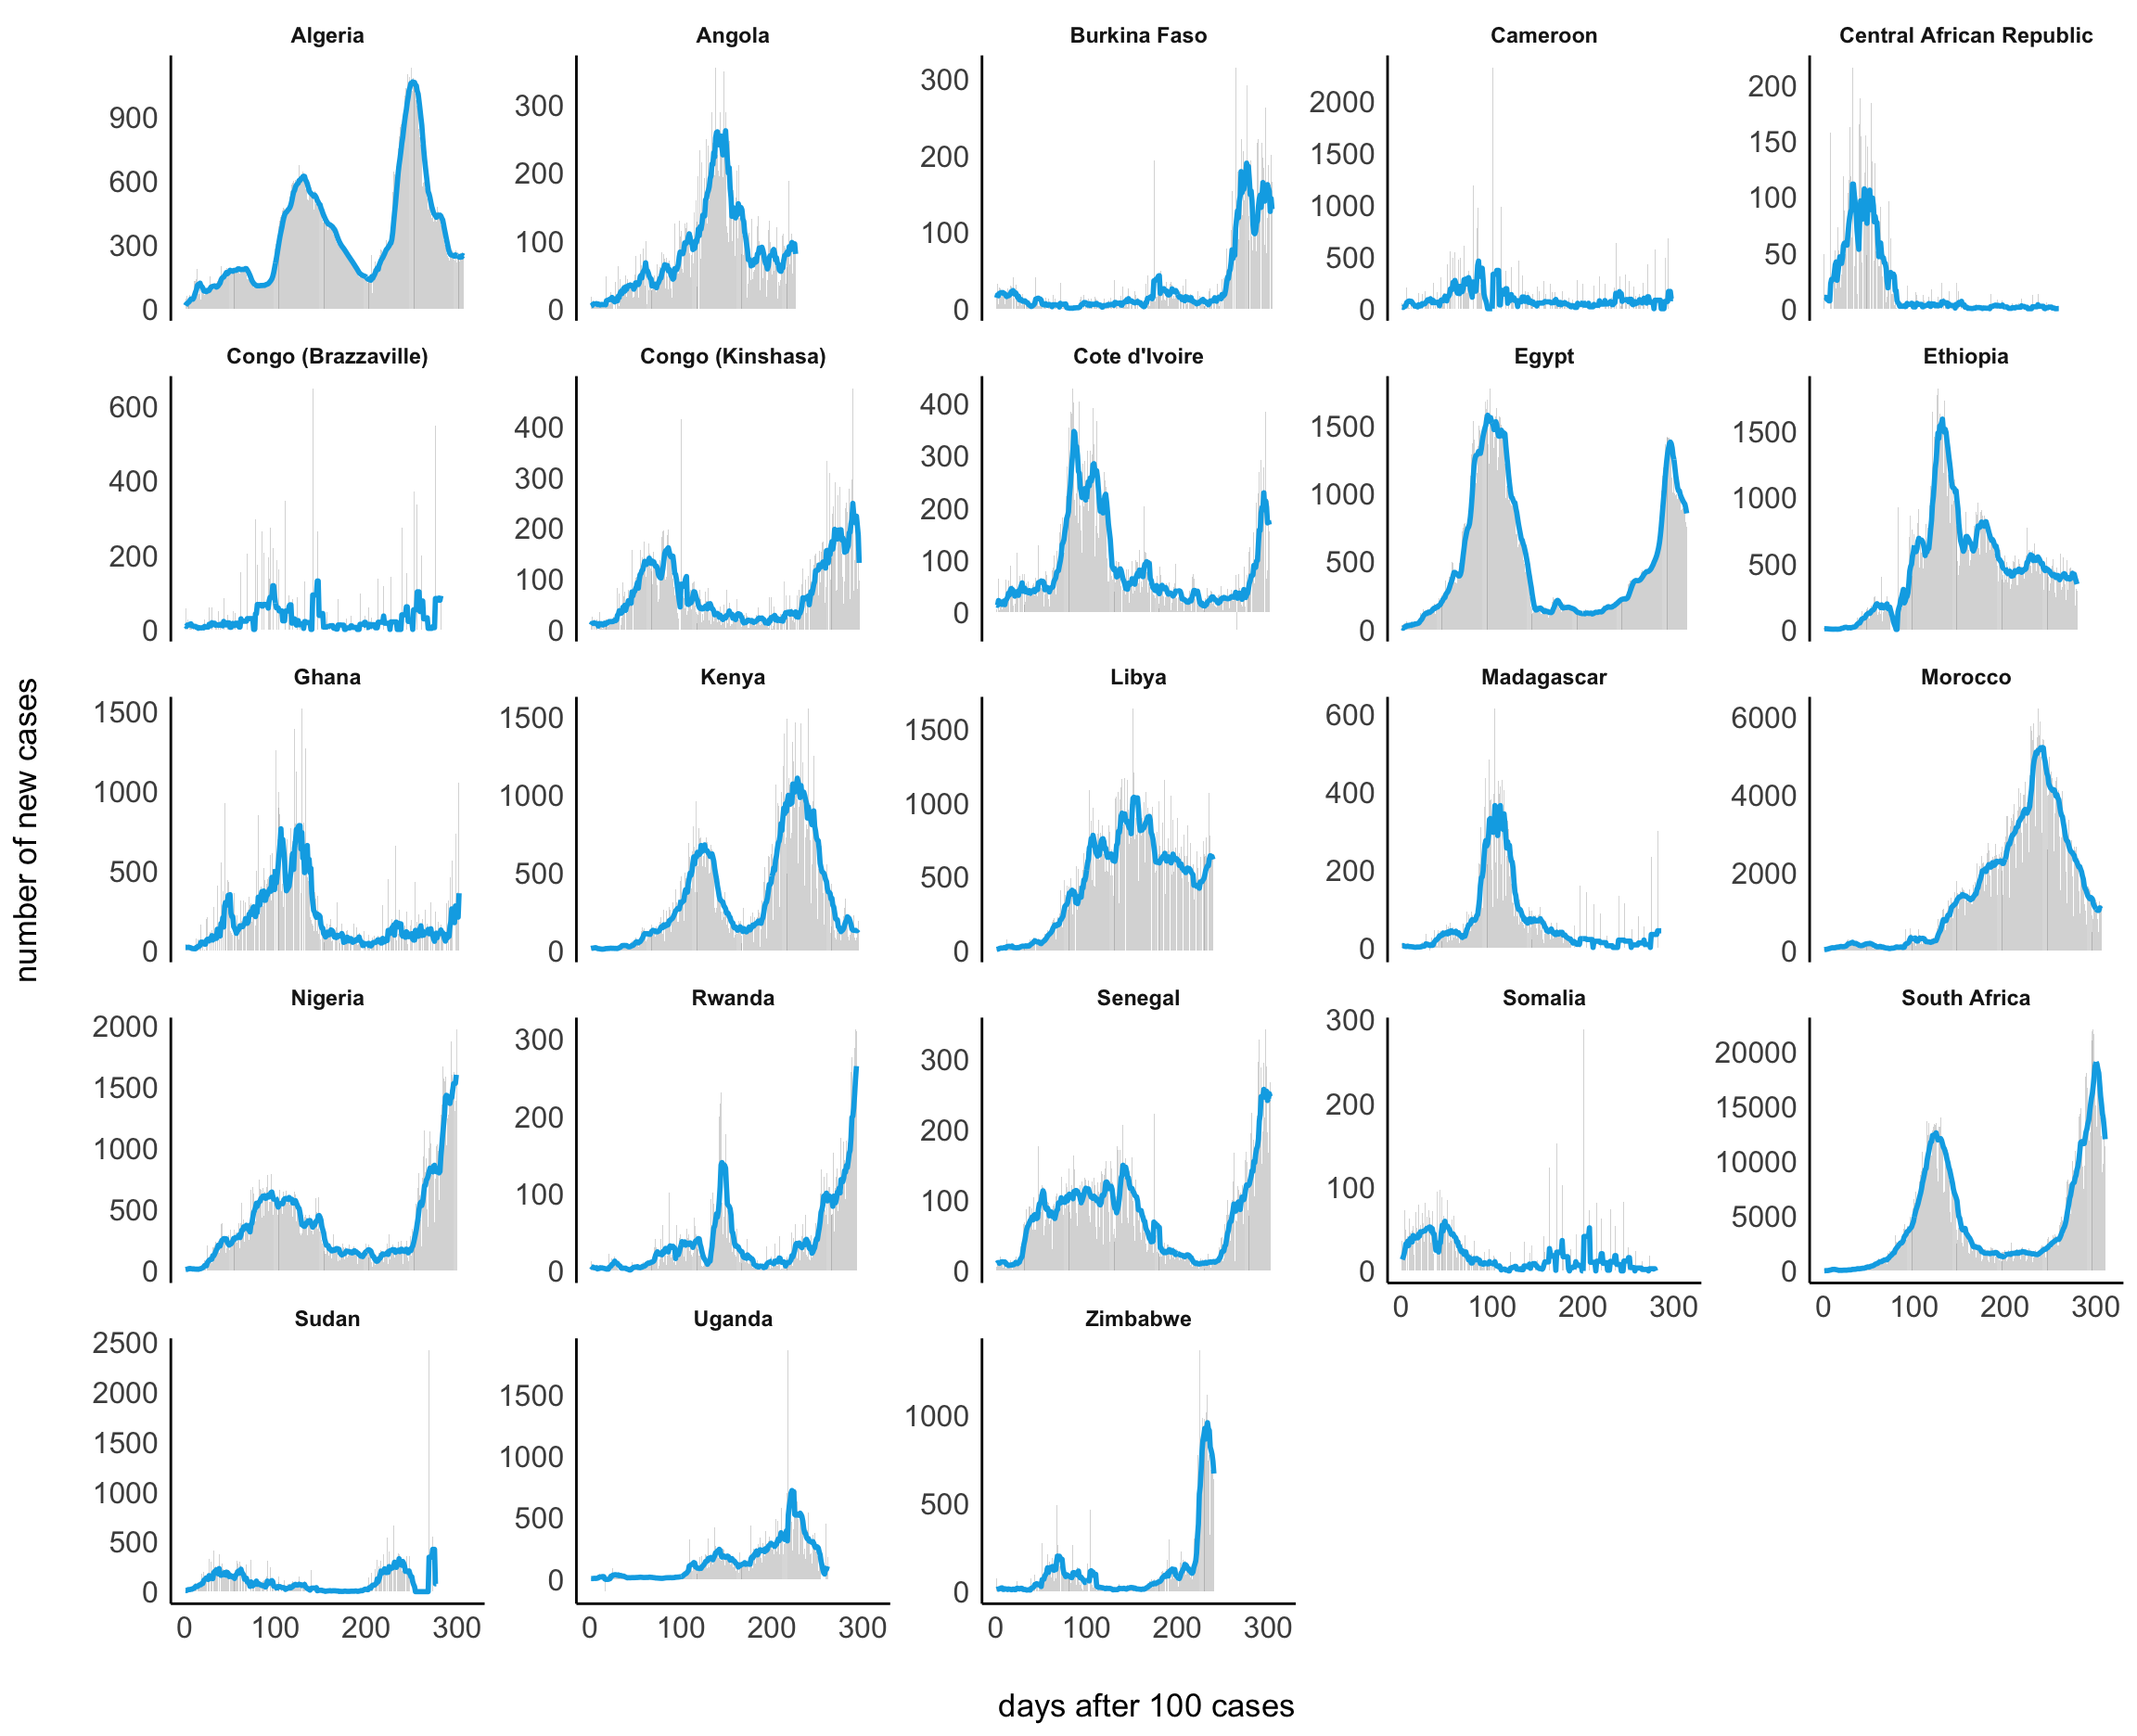 Algeria Angola Burkina Faso Cameroon Central African Republic
900 600 300 0
300 200 100 0
300 200 100 0
2000 1500 1000 500 0
200 150 100 50 0
Congo (Brazzaville) Congo (Kinshasa) Cote d'Ivoire Egypt Ethiopia
600 400 200 0
400 300 200 100 0
400 300 200 100 0
1500 1000 500 0
1500 1000 500 0
number of new cases
Ghana Kenya Libya Madagascar Morocco
1500 1000 500 0
1500 1000 500 0
1500 1000 500 0
600 400 200 0
6000 4000 2000 0
Nigeria Rwanda Senegal Somalia South Africa
2000 1500 1000 500 0
300 200 100 0
300 200 100 0
300 200 100 0
20000 15000 10000 5000 0
0 100 200 300
0 100 200 300
Sudan Uganda Zimbabwe
2500 2000 1500 1000 500 0
1500 1000 500 0
1000 500 0
0 100 200 300
0 100 200 300
0 100 200 300
days after 100 cases